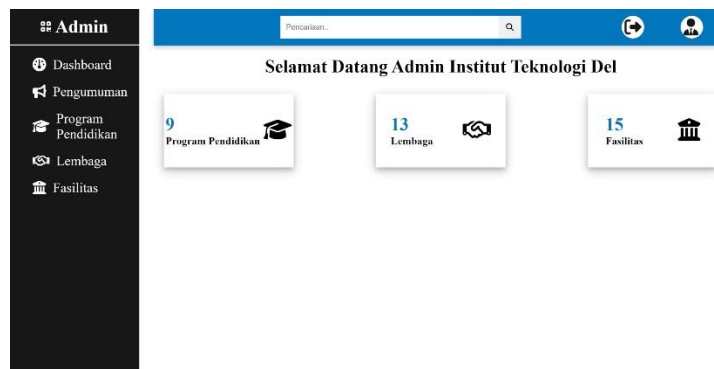 Admin
Dashboard
Pengumuman
Program
Pendidikan
Lembaga
Fasilitas
Pencariaan..
Selamat Datang Admin Institut Teknologi Del
9
Program Pendidikan
13
Lembaga
15
Fasilitas